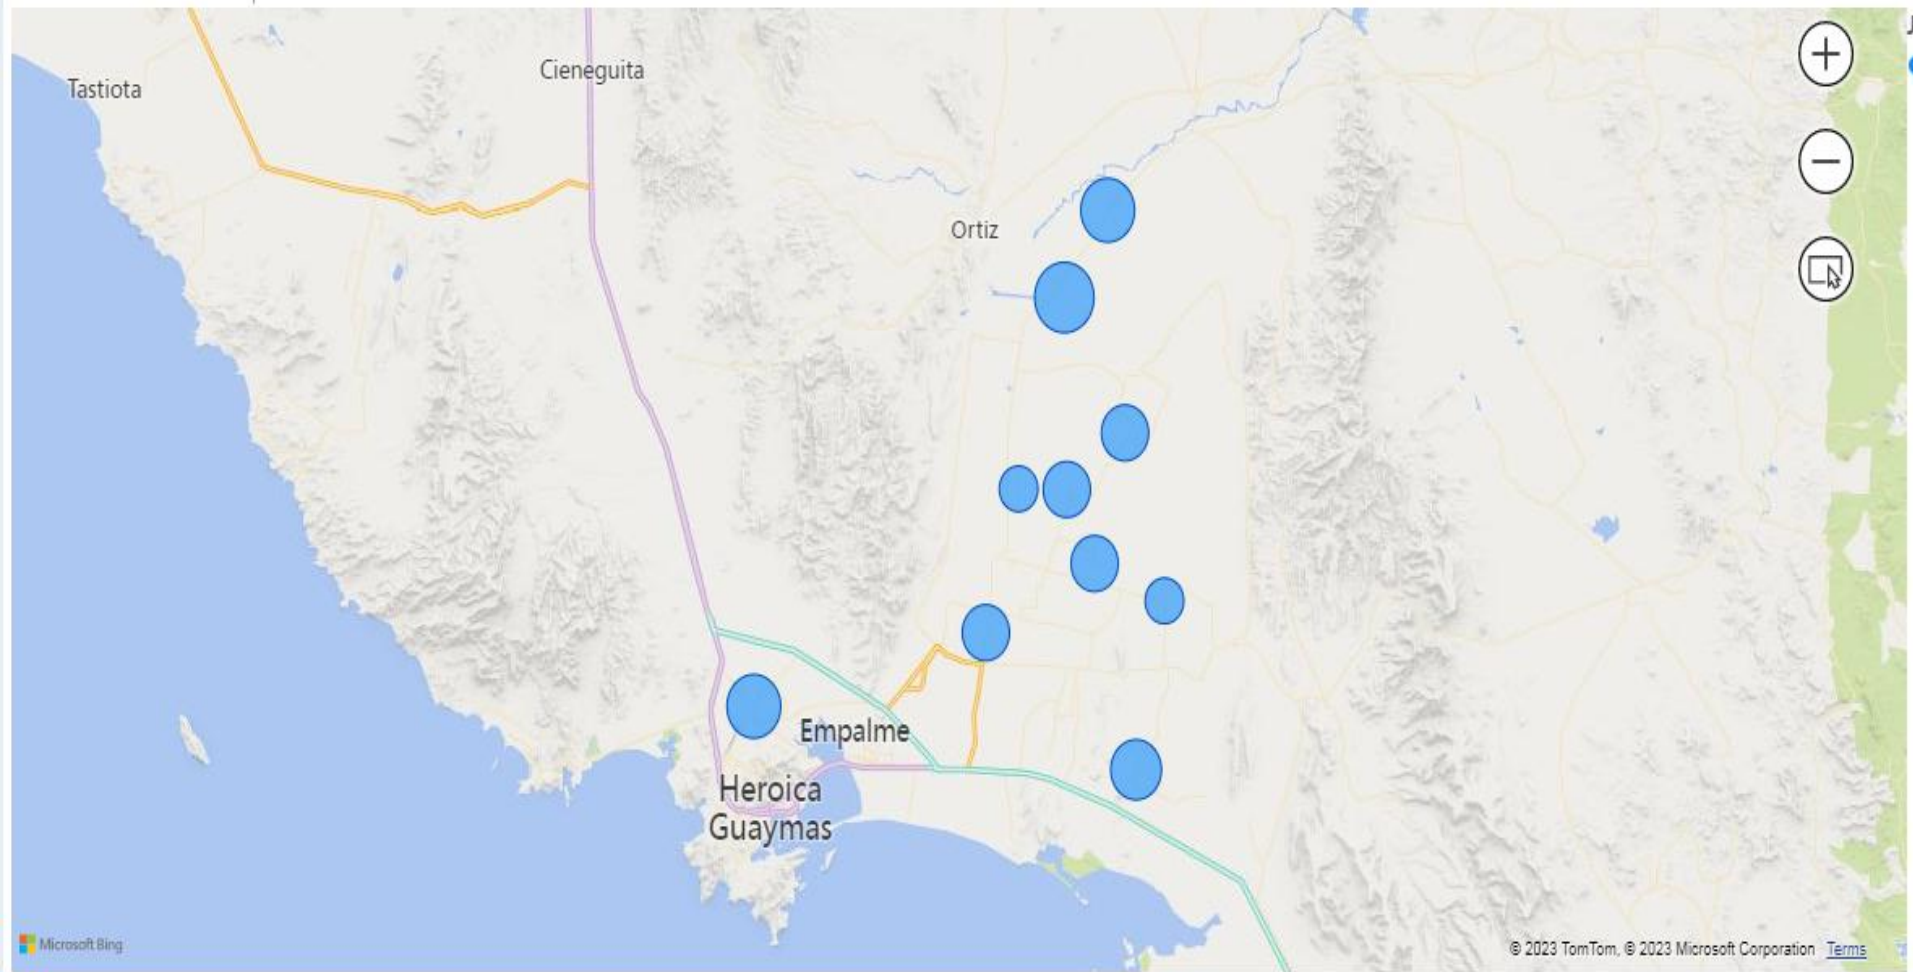 Tastiota
Cieneguita
Ortiz
Empalme
Heroica
Guaymas
Microsoft Bing
© 2023 TomTom, © 2023 Microsoft Corporation Terms